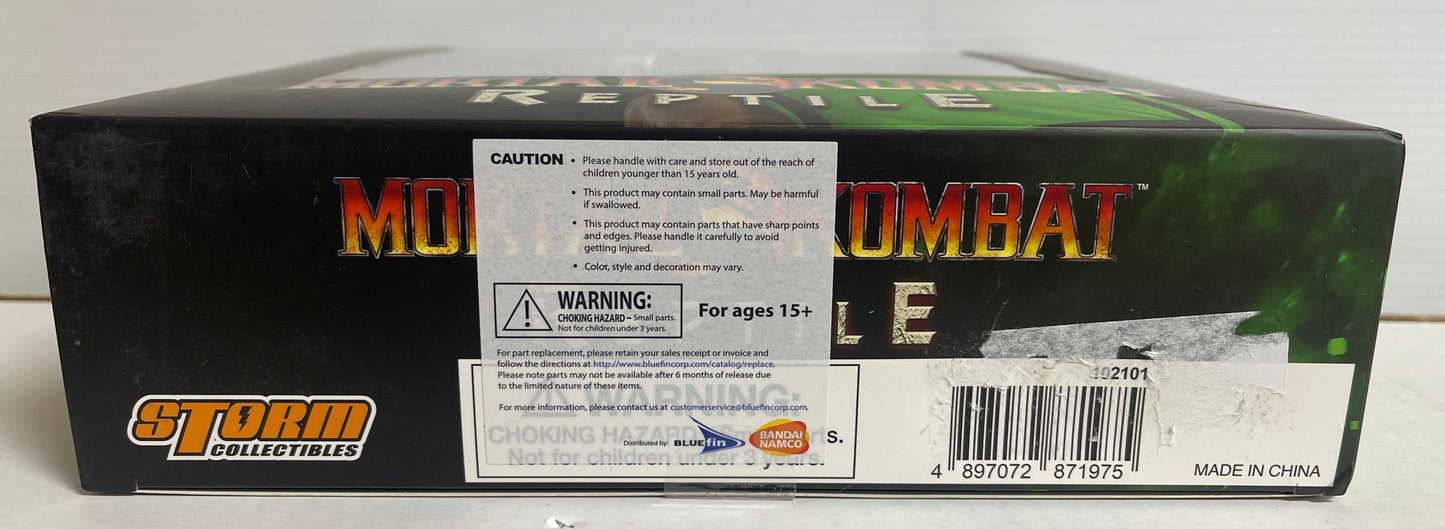 MORTAL KOMBAT
REPTILE
MORTAL KOMBAT™
TILE
CAUTION • Please handle with care and store out of the reach of
children younger than 15 years old.
• This product may contain small parts. May be harmful
if swallowed.
• This product may contain parts that have sharp points
and edges. Please handle it carefully to avoid
getting injured.
• Color, style and decoration may vary.
WARNING:
CHOKING HAZARD – Small parts.
Not for children under 3 years.
For ages 15+
For part replacement, please retain your sales receipt or invoice and
follow the directions at http://www.bluefincorp.com/catalog/replace.
Please note parts may not be available after 6 months of release due
to the limited nature of these items.
For more information, please contact us at customerservice@bluefincorp.com.
Distributed by: BLUEfin BANDAI
NAMCO
WARNING:
CHOKING HAZARD
Not for children under 3 years.
STORM
COLLECTIBLES
192101
4 897072 871975
MADE IN CHINA